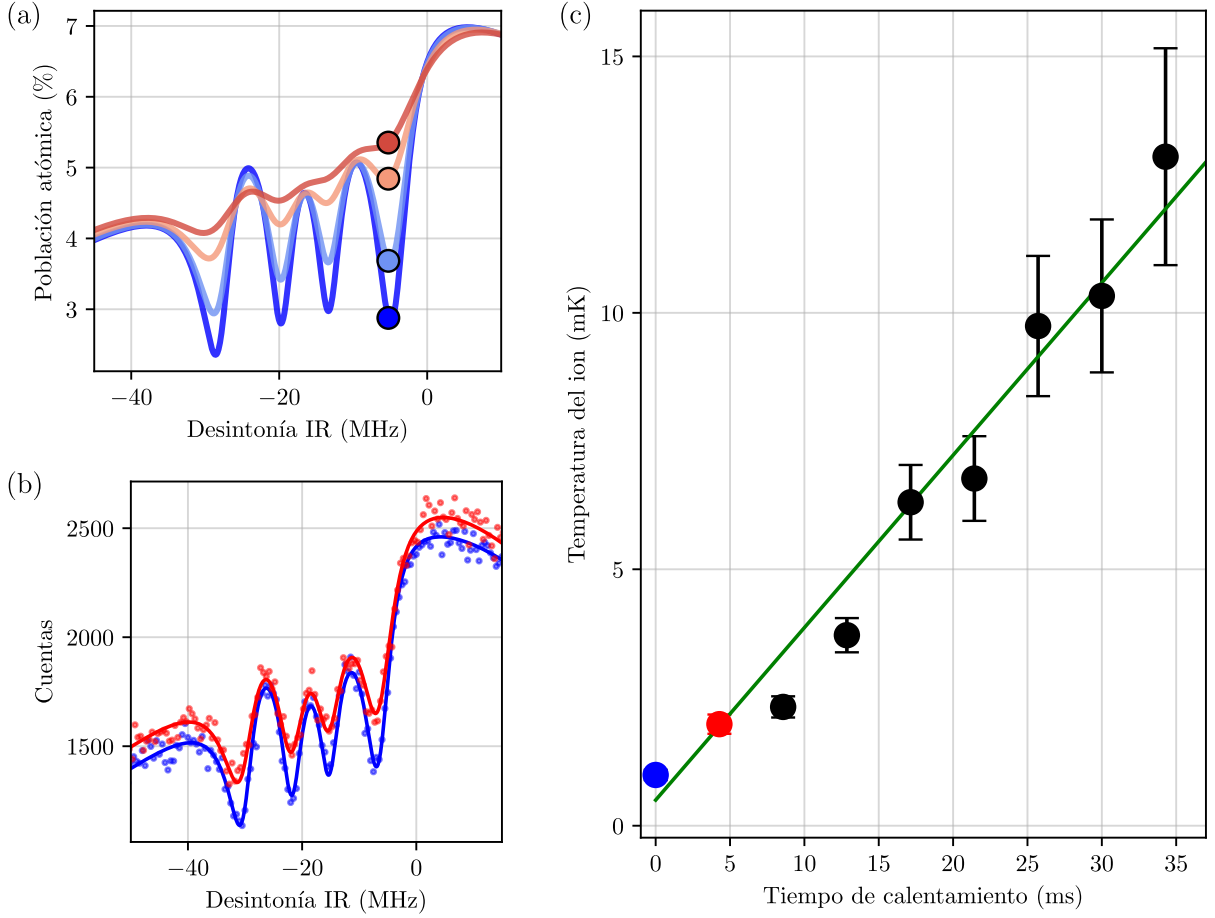 (a)
7
6
5
4
3
Población atómica (%)
−40
−20
0
Desintonía IR (MHz)
(b)
2500
2000
1500
Cuentas
−40
−20
0
Desintonía IR (MHz)
(c)
15
10
5
0
Temperatura del ion (mK)
0
5
10
15
20
25
30
35
Tiempo de calentamiento (ms)